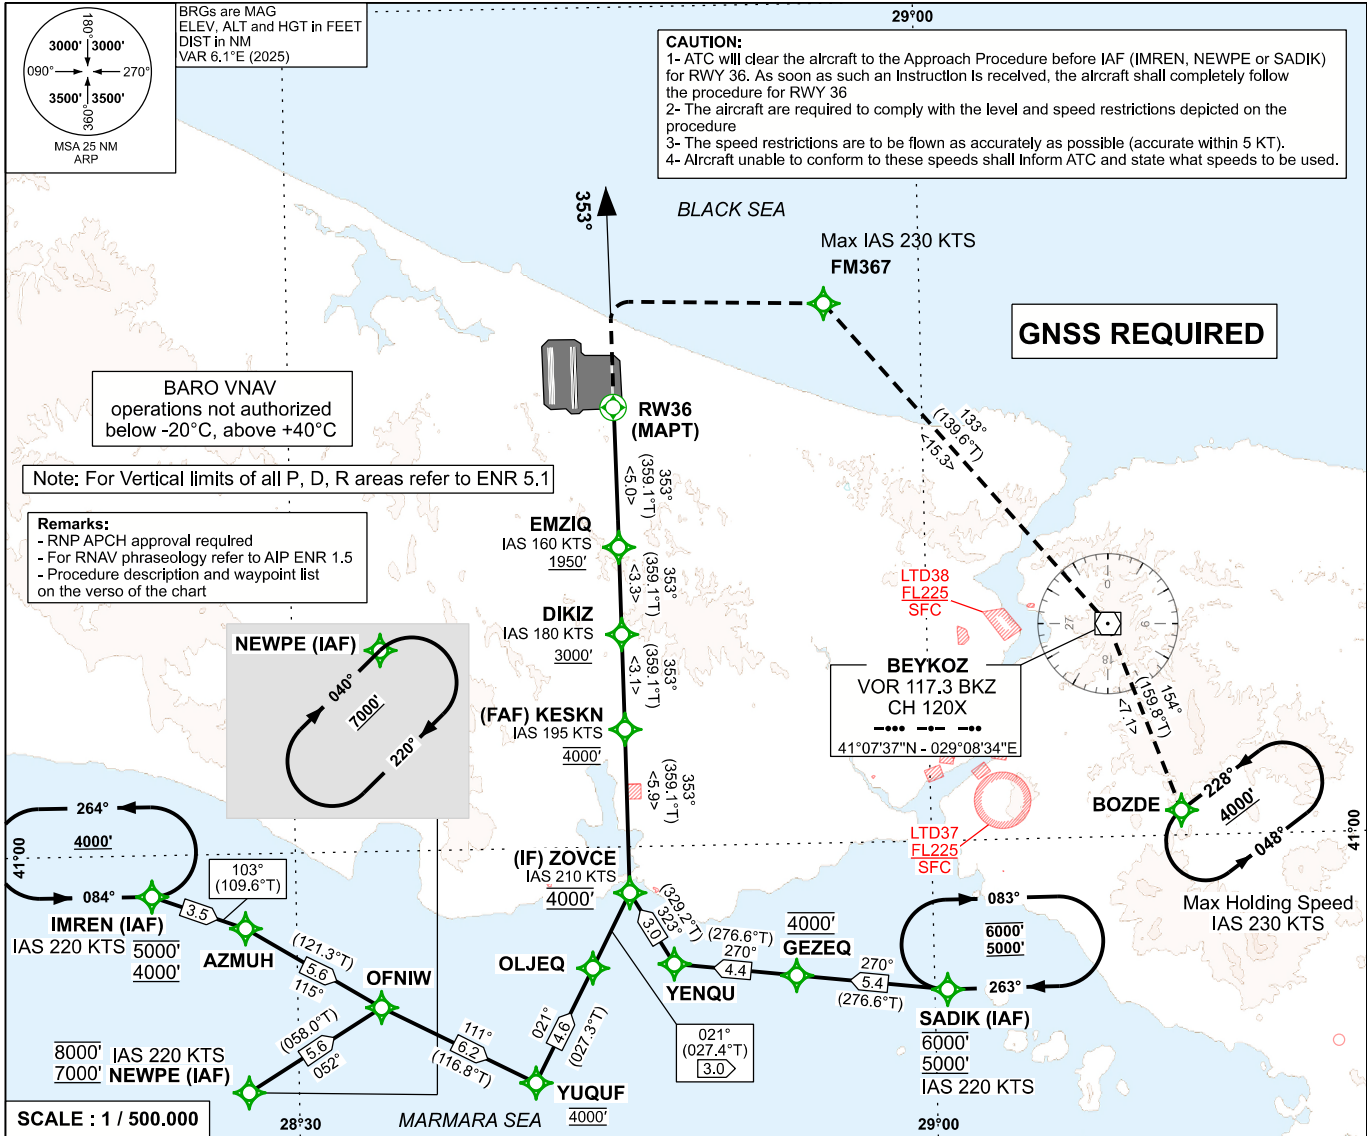 BRGs are MAG
ELEV, ALT and HGT in FEET
DIST in NM
VAR 6.1°E (2025)
180°
3000' 3000'
090° 270°
3500' 3500'
360°
MSA 25 NM
ARP
29°00
CAUTION:
1- ATC will clear the aircraft to the Approach Procedure before IAF (IMREN, NEWPE or SADIK)
for RWY 36. As soon as such an instruction is received, the aircraft shall completely follow
the procedure for RWY 36
2- The aircraft are required to comply with the level and speed restrictions depicted on the
procedure
3- The speed restrictions are to be flown as accurately as possible (accurate within 5 KT).
4- Aircraft unable to conform to these speeds shall inform ATC and state what speeds to be used.
353°
BLACK SEA
Max IAS 230 KTS
FM367
GNSS REQUIRED
BARO VNAV
operations not authorized
below -20°C, above +40°C
RW36
(MAPT)
133°
(139.6°T)
<15.3>
Note: For Vertical limits of all P, D, R areas refer to ENR 5.1
353°
(359.1°T)
<5.0>
Remarks:
- RNP APCH approval required
- For RNAV phraseology refer to AIP ENR 1.5
- Procedure description and waypoint list
on the verso of the chart
EMZIQ
IAS 160 KTS
1950'
353°
(359.1°T)
<3.3>
LTD38
FL225
SFC
DIKIZ
IAS 180 KTS
3000'
353°
(359.1°T)
<3.1>
0
9
18
27
NEWPE (IAF)
040°
7000'
220°
BEYKOZ
VOR 117.3 BKZ
CH 120X
41°07'37"N - 029°08'34"E
154°
(159.8°T)
<7.1>
(FAF) KESKN
IAS 195 KTS
4000'
353°
(359.1°T)
<5.9>
BOZDE
228°
4000'
048°
Max Holding Speed
IAS 230 KTS
LTD37
FL225
SFC
41°00
41°00
264°
4000'
084°
103°
(109.6°T)
3.5
IMREN (IAF)
IAS 220 KTS
5000'
4000'
AZMUH
(IF) ZOVCE
IAS 210 KTS
4000'
(329.2°T)
323°
3.0
(276.6°T)
270°
4.4
4000'
GEZEQ
083°
6000'
5000'
263°
(121.3°T)
5.6
115°
OFNIW
OLJEQ
YENQU
270°
5.4
(276.6°T)
SADIK (IAF)
6000'
5000'
IAS 220 KTS
(058.0°T)
5.6
052°
111°
6.2
(116.8°T)
021°
4.6
(027.3°T)
021°
(027.4°T)
3.0
8000'
7000'
IAS 220 KTS
NEWPE (IAF)
YUQUF
4000'
SCALE : 1 / 500.000
28°30
MARMARA SEA
29°00